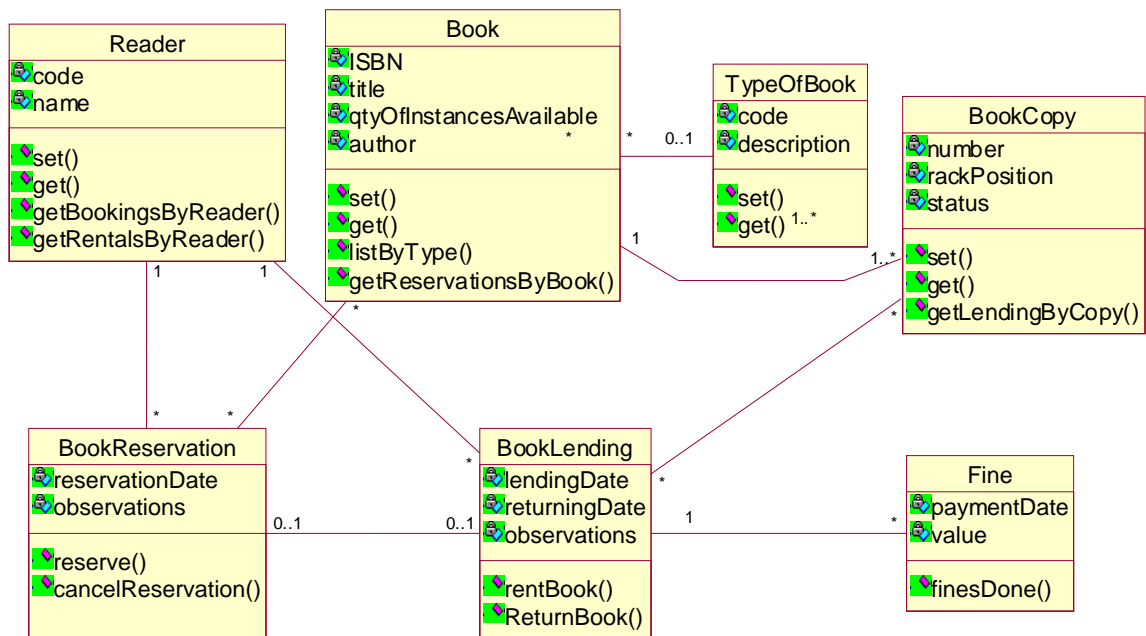 Reader
code
name
set()
get()
getBookingsByReader()
getRentalsByReader()
Book
ISBN
title
qtyOfInstancesAvailable
author
set()
get()
listByType()
getReservationsByBook()
TypeOfBook
code
description
set()
get()
BookCopy
number
rackPosition
status
set()
get()
getLendingByCopy()
*
*
0..1
1..*
1
1..*
1
1
*
*
*
*
*
*
BookReservation
reservationDate
observations
reserve()
cancelReservation()
0..1
0..1
BookLending
lendingDate
returningDate
observations
rentBook()
ReturnBook()
1
*
Fine
paymentDate
value
finesDone()